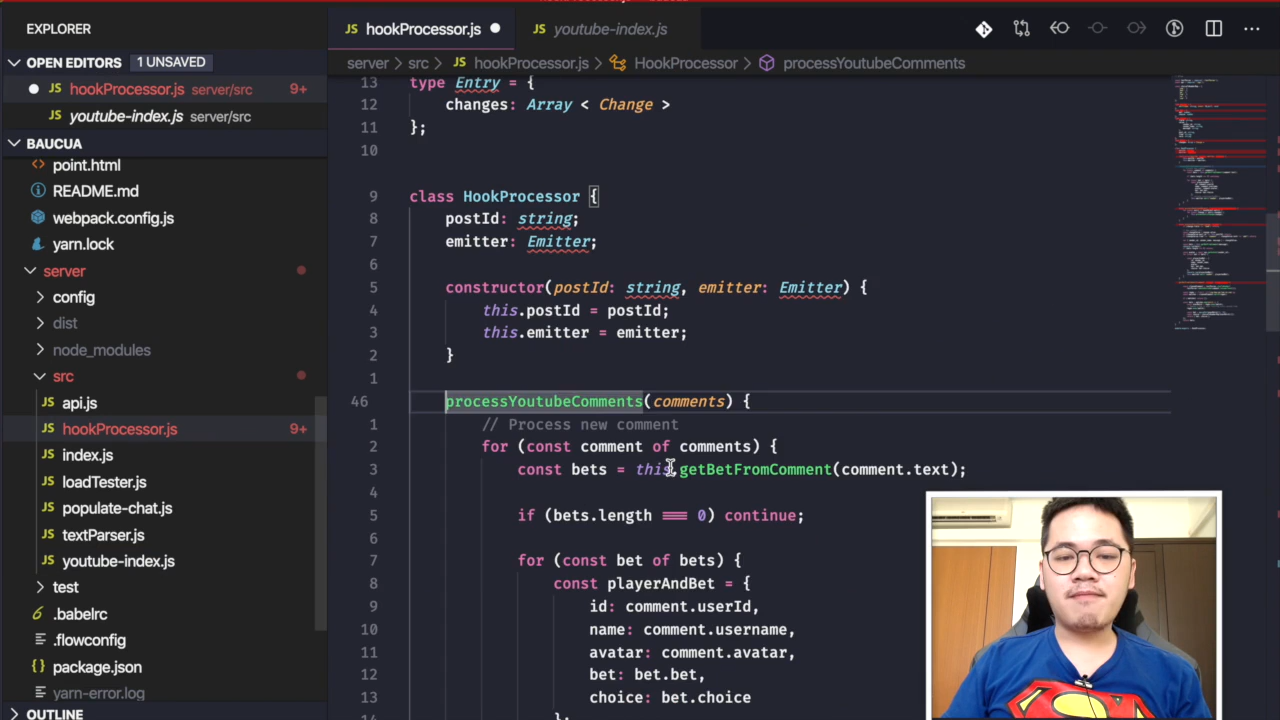 EXPLORER
OPEN EDITORS 1 UNSAVED
hookProcessor.js server/src 9+
JS youtube-index.js server/src
BAUCUA
point.html
README.md
webpack.config.js
yarn.lock
server
config
dist
node_modules
src
JS api.js
JS hookProcessor.js 9+
JS index.js
JS loadTester.js
JS populate-chat.js
JS textParser.js
JS youtube-index.js
test
.babelrc
.flowconfig
package.json
yarn-error.log
OUTLINE
JS hookProcessor.js
JS youtube-index.js
server > src > JS hookProcessor.js > HookProcessor > processYoutubeComments
13 type Entry = {
12 changes: Array < Change >
11 };
10
9 class HookProcessor {
8 postId: string;
7 emitter: Emitter;
6
5 constructor(postId: string, emitter: Emitter) {
4 this.postId = postId;
3 this.emitter = emitter;
2 }
1
46 processYoutubeComments(comments) {
1 // Process new comment
2 for (const comment of comments) {
3 const bets = this.getBetFromComment(comment.text);
4
5 if (bets.length === 0) continue;
6
7 for (const bet of bets) {
8 const playerAndBet = {
9 id: comment.userId,
10 name: comment.username,
11 avatar: comment.avatar,
12 bet: bet.bet,
13 choice: bet.choice
14 };